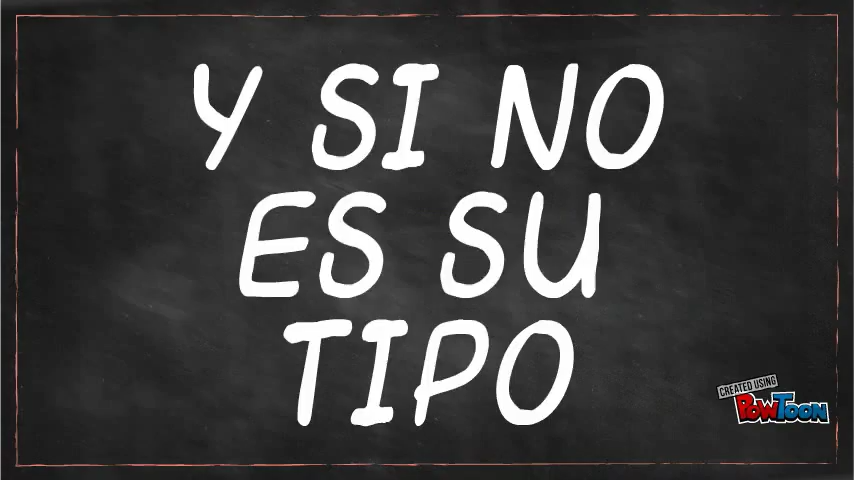 Y SI NO
ES SU
TIPO
CREATED USING
POWTOON